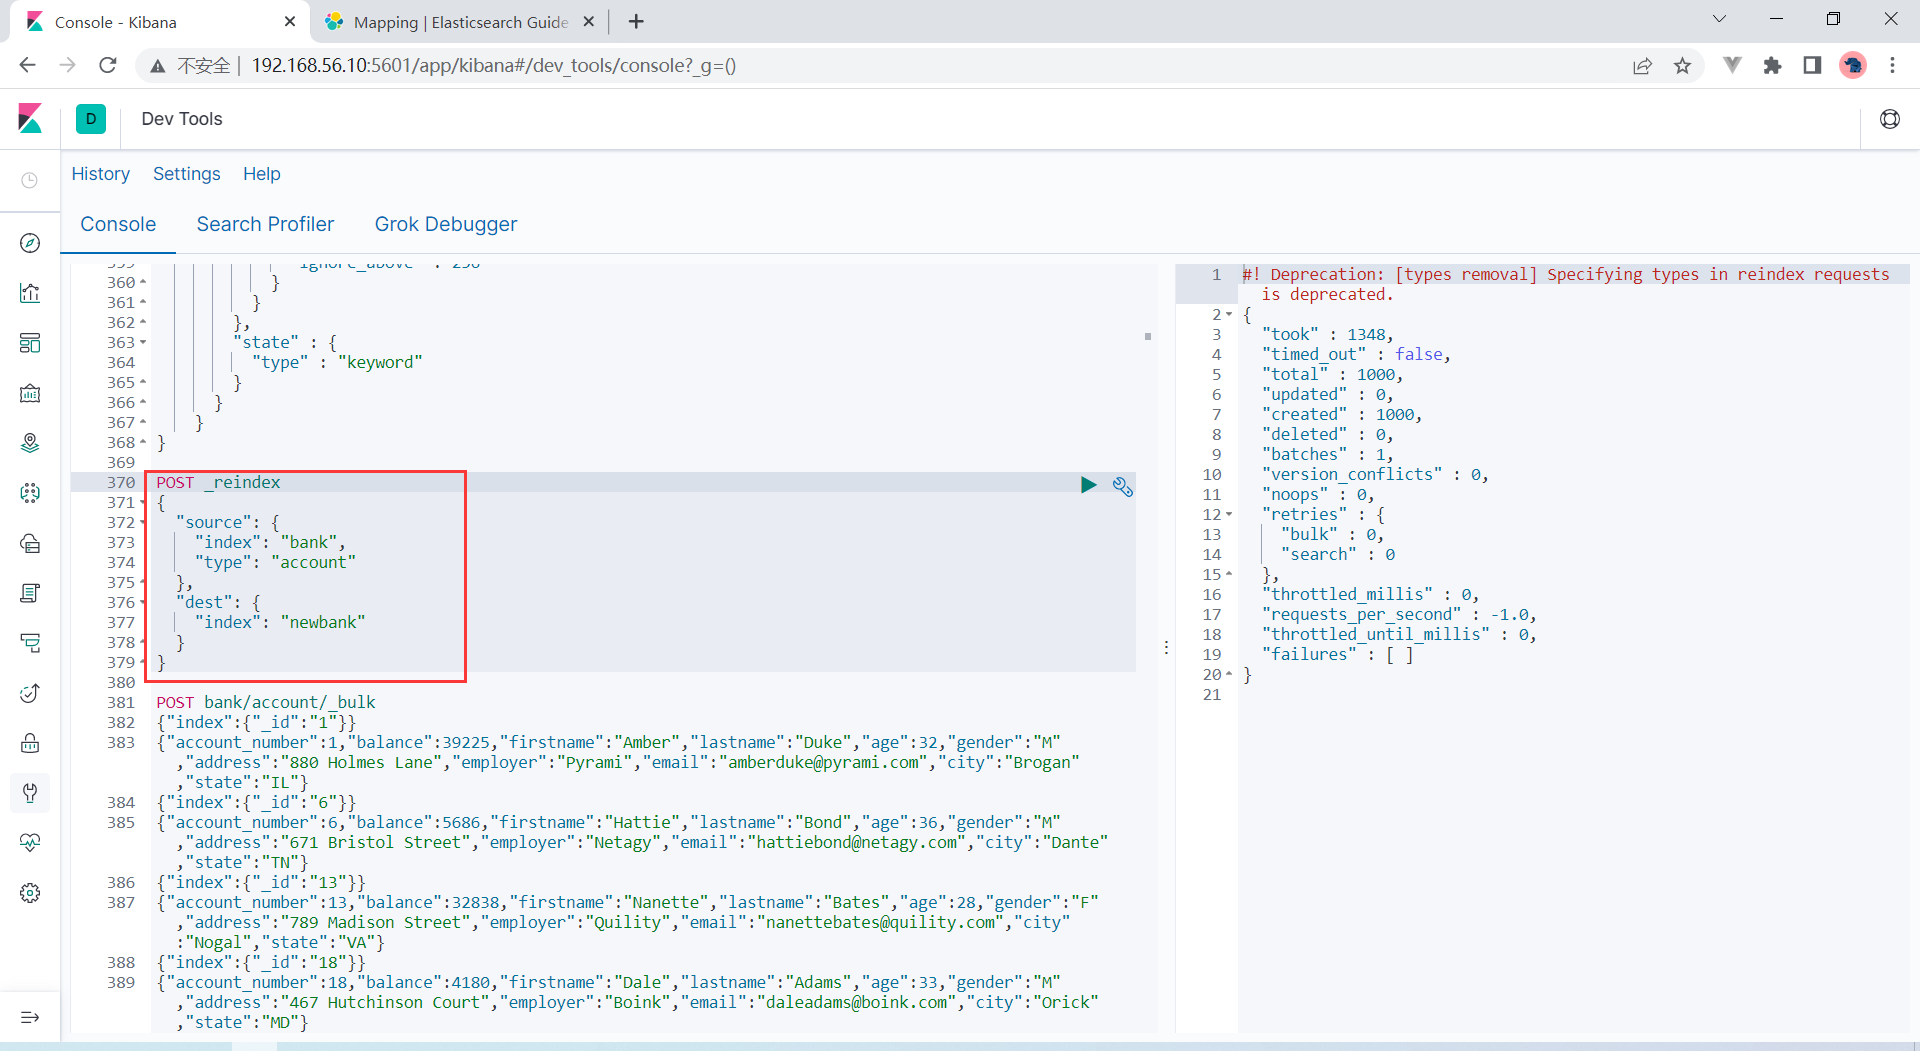 Console - Kibana
Mapping | Elasticsearch Guide
不安全 | 192.168.56.10:5601/app/kibana#/dev_tools/console?_g=()
D
Dev Tools
History Settings Help
Console Search Profiler Grok Debugger
359 "ignore_above" : 256
360 }
361 }
362 },
363 "state" : {
364 "type" : "keyword"
365 }
366 }
367 }
368 }
369
370 POST _reindex
371 {
372 "source": {
373 "index": "bank",
374 "type": "account"
375 },
376 "dest": {
377 "index": "newbank"
378 }
379 }
380
381 POST bank/account/_bulk
382 {"index":{"_id":"1"}}
383 {"account_number":1,"balance":39225,"firstname":"Amber","lastname":"Duke","age":32,"gender":"M"
,"address":"880 Holmes Lane","employer":"Pyrami","email":"amberduke@pyrami.com","city":"Brogan"
,"state":"IL"}
384 {"index":{"_id":"6"}}
385 {"account_number":6,"balance":5686,"firstname":"Hattie","lastname":"Bond","age":36,"gender":"M"
,"address":"671 Bristol Street","employer":"Netagy","email":"hattiebond@netagy.com","city":"Dante"
,"state":"TN"}
386 {"index":{"_id":"13"}}
387 {"account_number":13,"balance":32838,"firstname":"Nanette","lastname":"Bates","age":28,"gender":"F"
,"address":"789 Madison Street","employer":"Quility","email":"nanettebates@quility.com","city"
:"Nogal","state":"VA"}
388 {"index":{"_id":"18"}}
389 {"account_number":18,"balance":4180,"firstname":"Dale","lastname":"Adams","age":33,"gender":"M"
,"address":"467 Hutchinson Court","employer":"Boink","email":"daleadams@boink.com","city":"Orick"
,"state":"MD"}
1 #! Deprecation: [types removal] Specifying types in reindex requests
is deprecated.
2 {
3 "took" : 1348,
4 "timed_out" : false,
5 "total" : 1000,
6 "updated" : 0,
7 "created" : 1000,
8 "deleted" : 0,
9 "batches" : 1,
10 "version_conflicts" : 0,
11 "noops" : 0,
12 "retries" : {
13 "bulk" : 0,
14 "search" : 0
15 },
16 "throttled_millis" : 0,
17 "requests_per_second" : -1.0,
18 "throttled_until_millis" : 0,
19 "failures" : [ ]
20 }
21